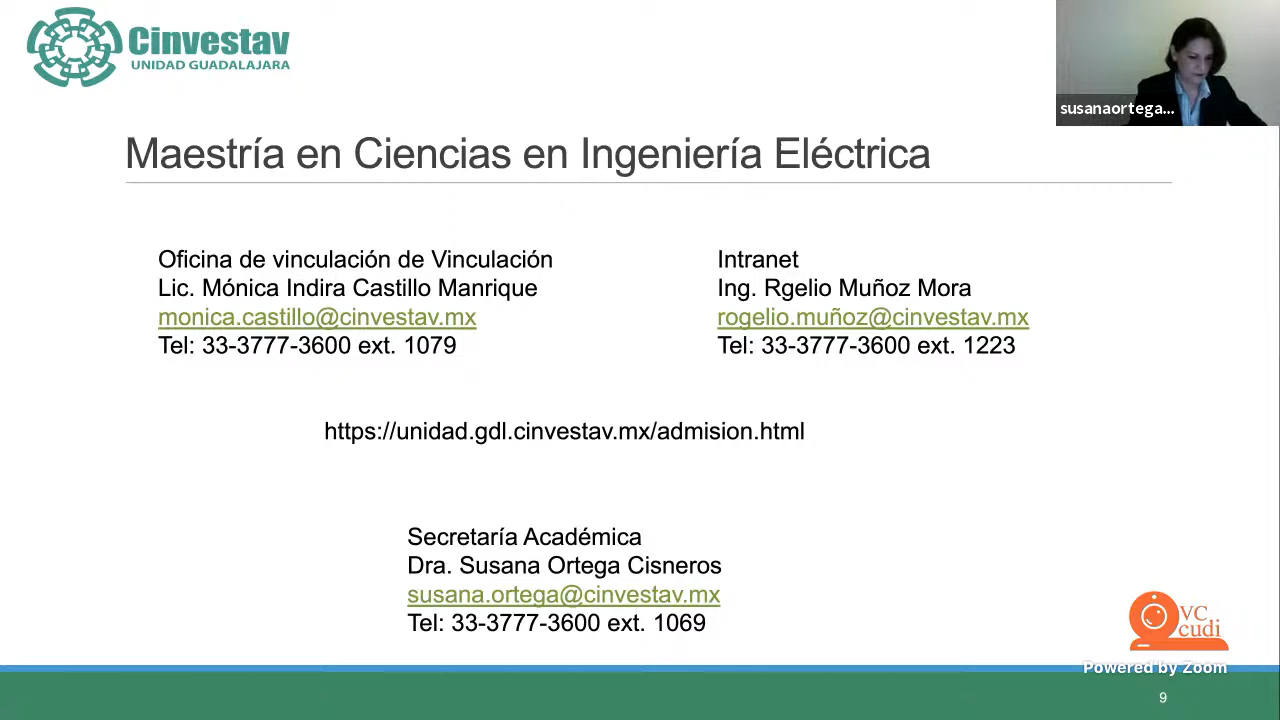 Cinvestav
UNIDAD GUADALAJARA
susanaortega...
Maestría en Ciencias en Ingeniería Eléctrica
Oficina de vinculación de Vinculación
Lic. Mónica Indira Castillo Manrique
monica.castillo@cinvestav.mx
Tel: 33-3777-3600 ext. 1079
Intranet
Ing. Rgelio Muñoz Mora
rogelio.muñoz@cinvestav.mx
Tel: 33-3777-3600 ext. 1223
https://unidad.gdl.cinvestav.mx/admision.html
Secretaría Académica
Dra. Susana Ortega Cisneros
susana.ortega@cinvestav.mx
Tel: 33-3777-3600 ext. 1069
VC
cudi
Powered by Zoom
9